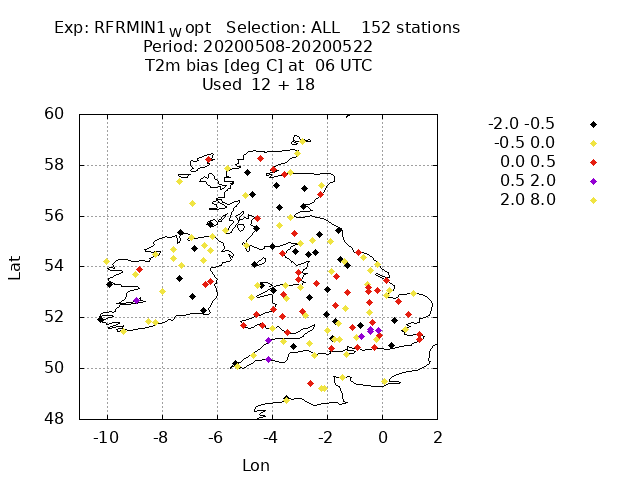 Exp: RFRMIN1 w opt Selection: ALL 152 stations
Period: 20200508-20200522
T2m bias [deg C] at 06 UTC
Used 12 + 18
60
58
56
54
52
50
48
-10 -8 -6 -4 -2 0 2
Lat
Lon
-2.0 -0.5
-0.5 0.0
0.0 0.5
0.5 2.0
2.0 8.0